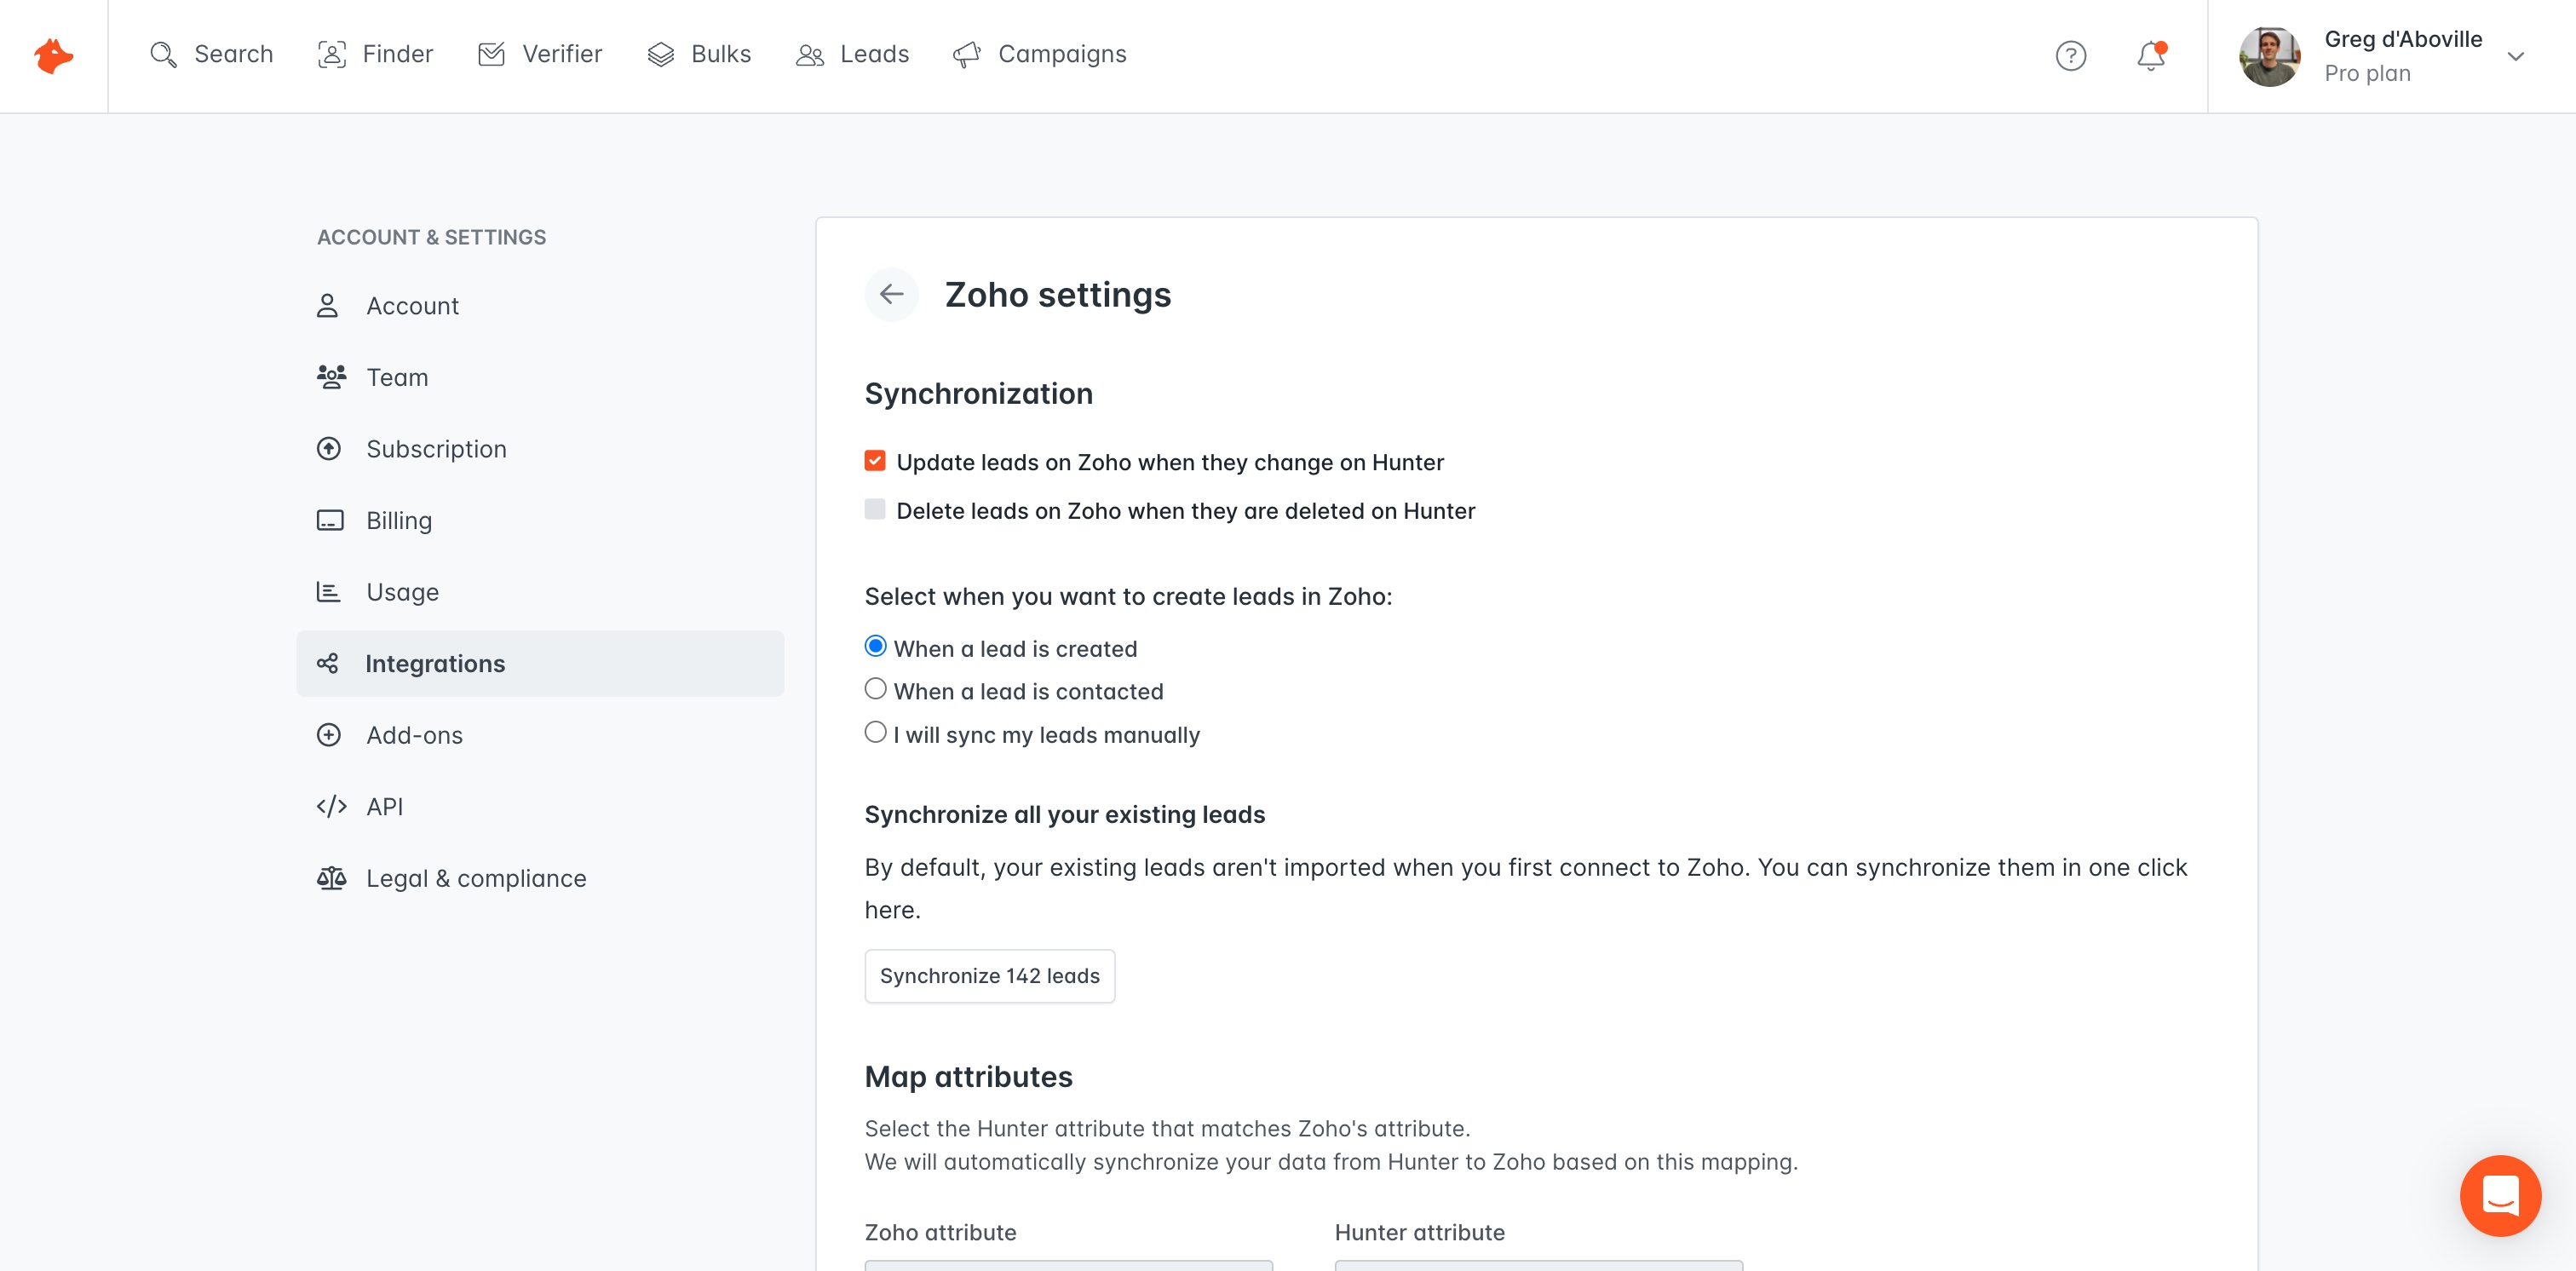 Search
Finder
Verifier
Bulks
Leads
Campaigns
?
Greg d'Aboville
Pro plan
ACCOUNT & SETTINGS
Account
Team
Subscription
Billing
Usage
Integrations
Add-ons
API
Legal & compliance
Zoho settings
Synchronization
Update leads on Zoho when they change on Hunter
Delete leads on Zoho when they are deleted on Hunter
Select when you want to create leads in Zoho:
When a lead is created
When a lead is contacted
I will sync my leads manually
Synchronize all your existing leads
By default, your existing leads aren't imported when you first connect to Zoho. You can synchronize them in one click
here.
Synchronize 142 leads
Map attributes
Select the Hunter attribute that matches Zoho's attribute.
We will automatically synchronize your data from Hunter to Zoho based on this mapping.
Zoho attribute
Hunter attribute